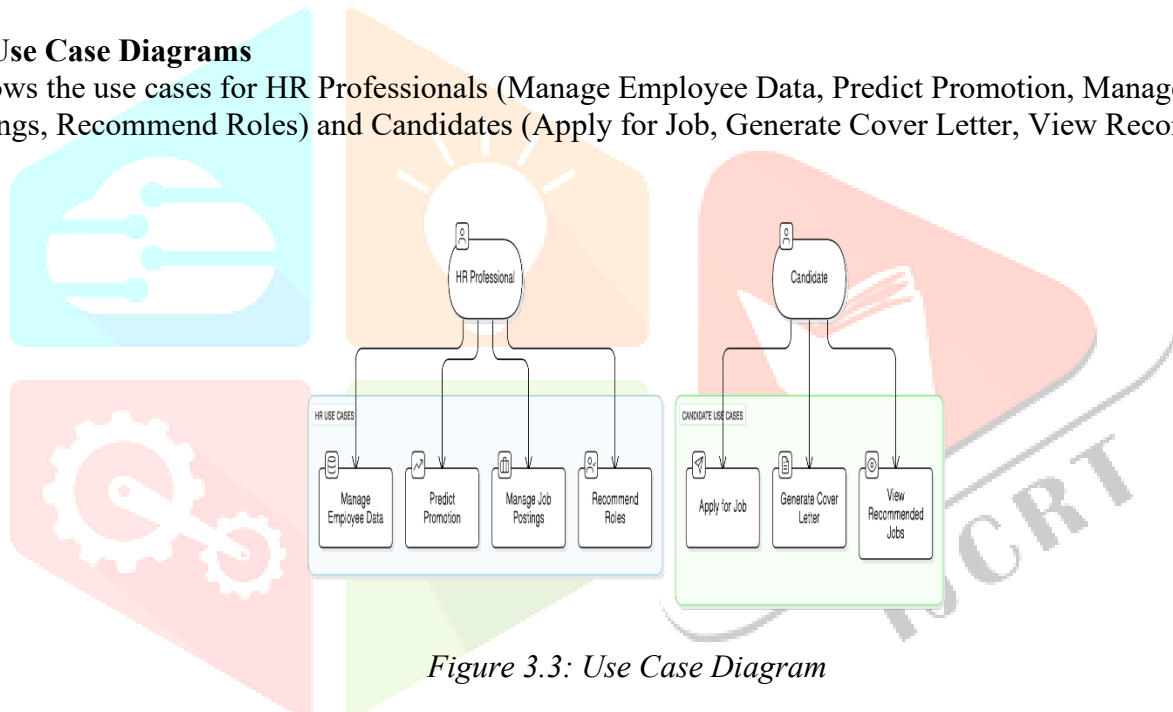 Use Case Diagrams
ows the use cases for HR Professionals (Manage Employee Data, Predict Promotion, Manage
ngs, Recommend Roles) and Candidates (Apply for Job, Generate Cover Letter, View Reco
HR Professional
Candidate
HR USE CASES
CANDIDATE USE CASES
Manage
Employee Data
Predict
Promotion
Manage Job
Postings
Recommend
Roles
Apply for Job
Generate Cover
Letter
View
Recommended
Jobs
IJCRT
Figure 3.3: Use Case Diagram